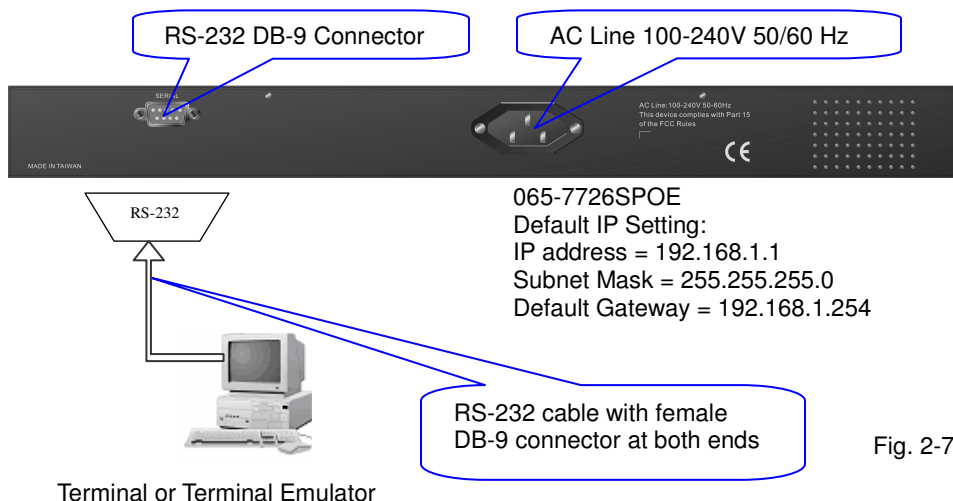 RS-232 DB-9 Connector
AC Line 100-240V 50/60 Hz
SERIAL
AC Line:100-240V 50-60Hz
This device complies with Part 15
of the FCC Rules
CE
MADE IN TAIWAN
RS-232
065-7726SPOE
Default IP Setting:
IP address = 192.168.1.1
Subnet Mask = 255.255.255.0
Default Gateway = 192.168.1.254
RS-232 cable with female
DB-9 connector at both ends
Fig. 2-7
Terminal or Terminal Emulator